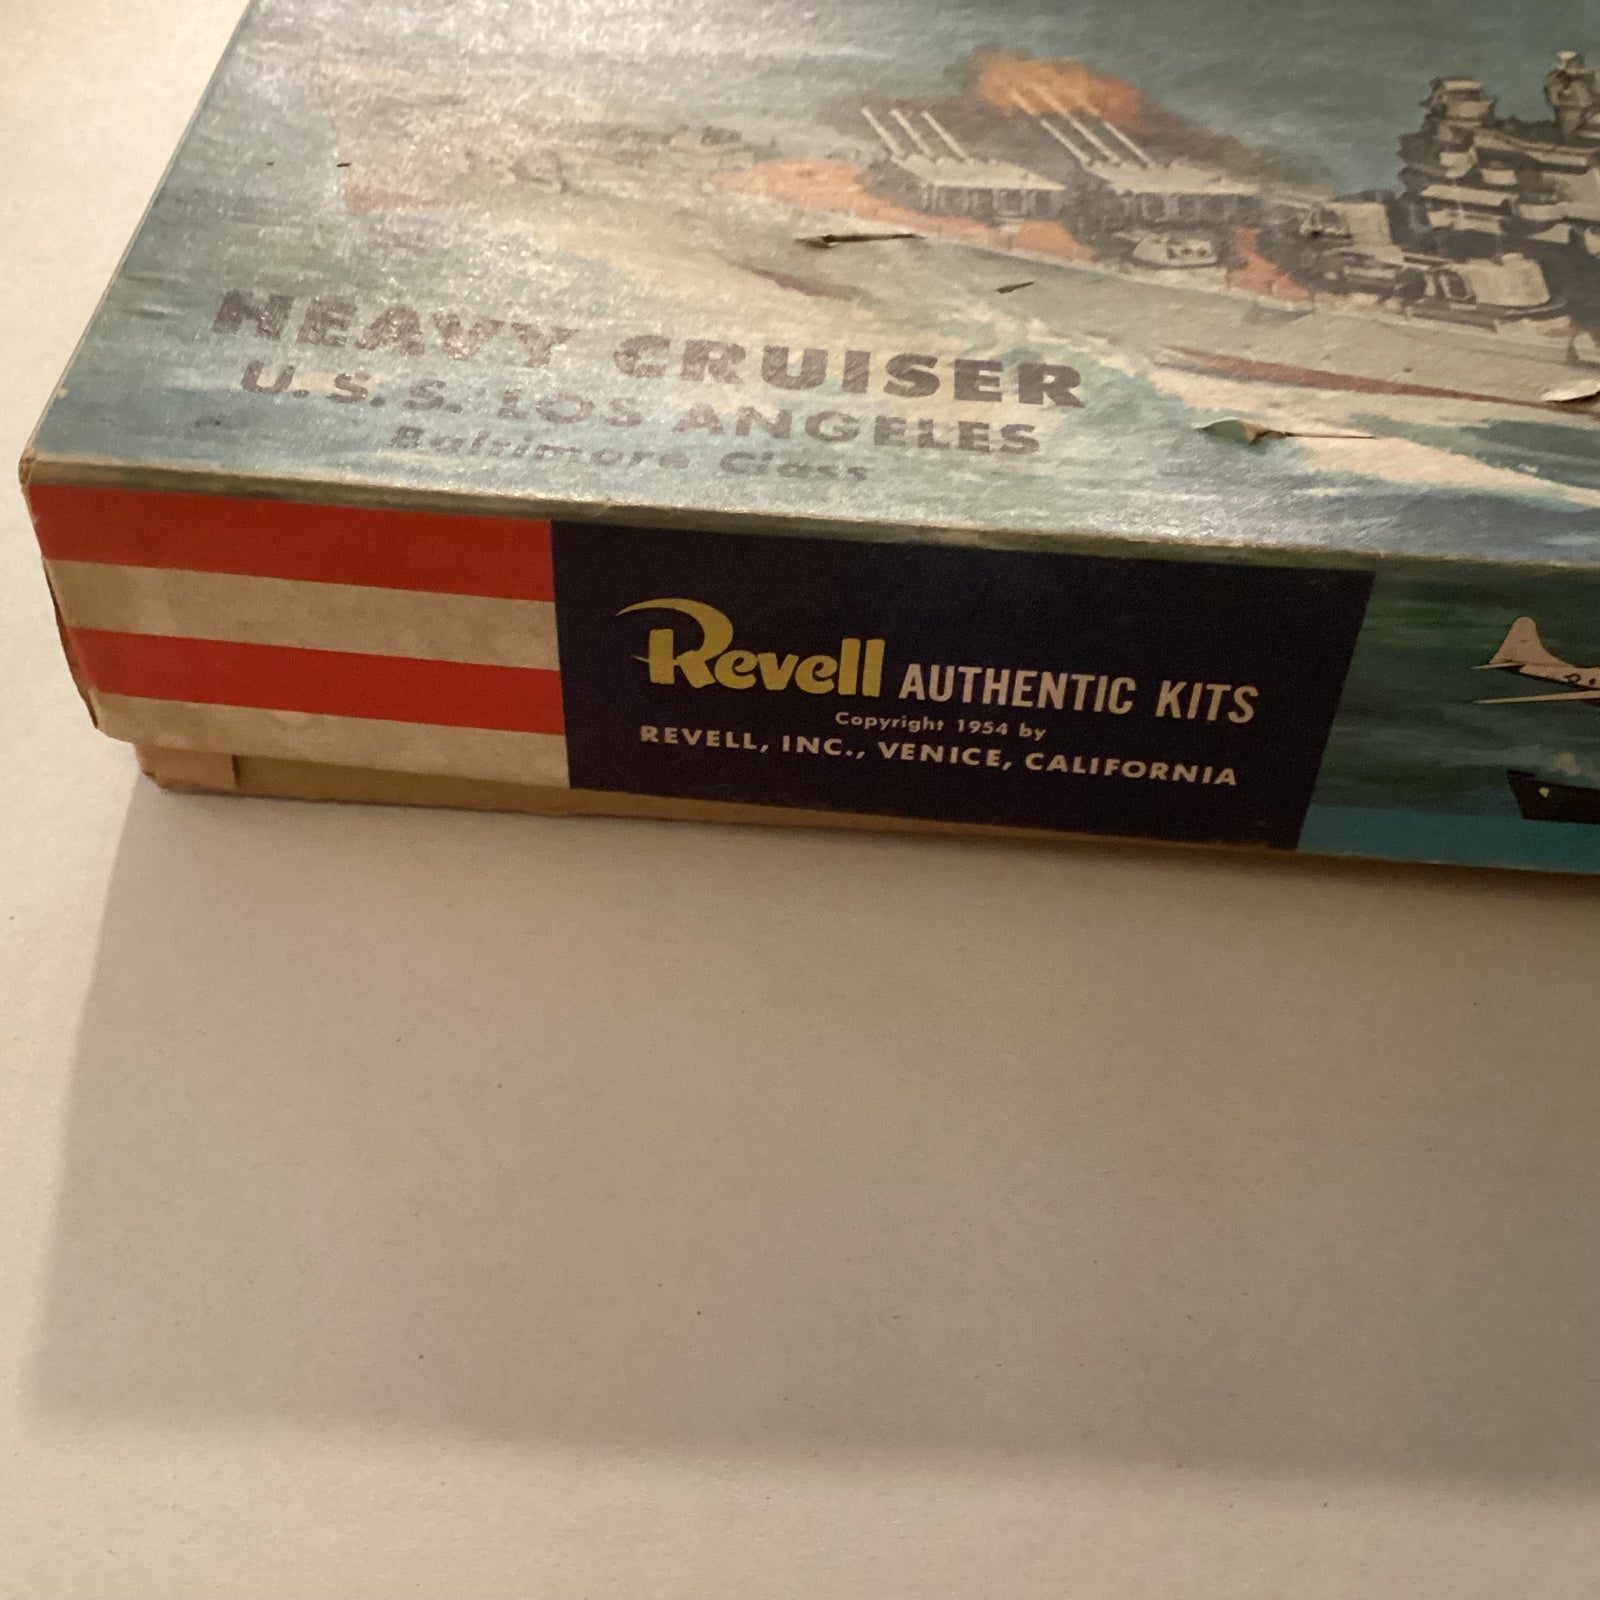 HEAVY CRUISER
U.S.S. LOS ANGELES
Baltimore Class
Revell AUTHENTIC KITS
Copyright 1954 by
REVELL, INC., VENICE, CALIFORNIA